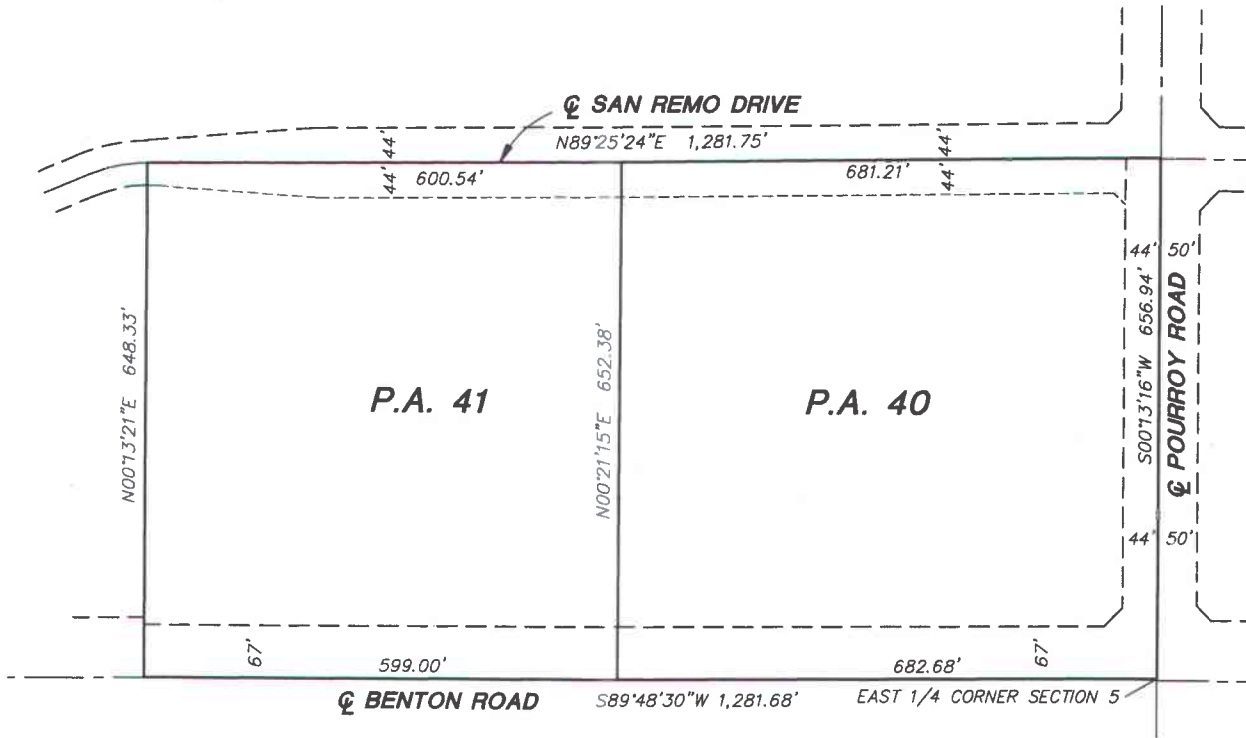 ℄ SAN REMO DRIVE
N89°25'24"E 1,281.75'
44'
44'
44'
600.54'
681.21'
44'
44' 50'
N00°13'21"E 648.33'
P.A. 41
N00°21'15"E 652.38'
P.A. 40
S00°13'16"W 656.94'
℄ POURROY ROAD
44' 50'
67'
599.00'
682.68'
67'
℄ BENTON ROAD
S89°48'30"W 1,281.68'
EAST 1/4 CORNER SECTION 5